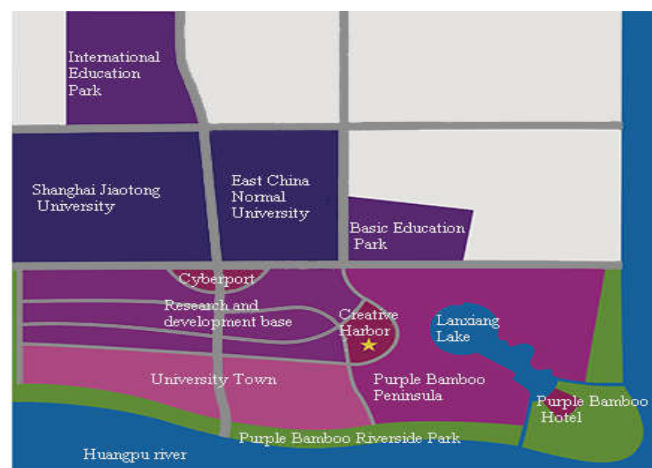 International
Education
Park
Shanghai Jiaotong
University
East China
Normal
University
Basic Education
Park
Cyberport
Research and
development base
Creative
Harbor
Lanxiang
Lake
University Town
Purple Bamboo
Peninsula
Purple Bamboo
Hotel
Purple Bamboo Riverside Park
Huangpu river